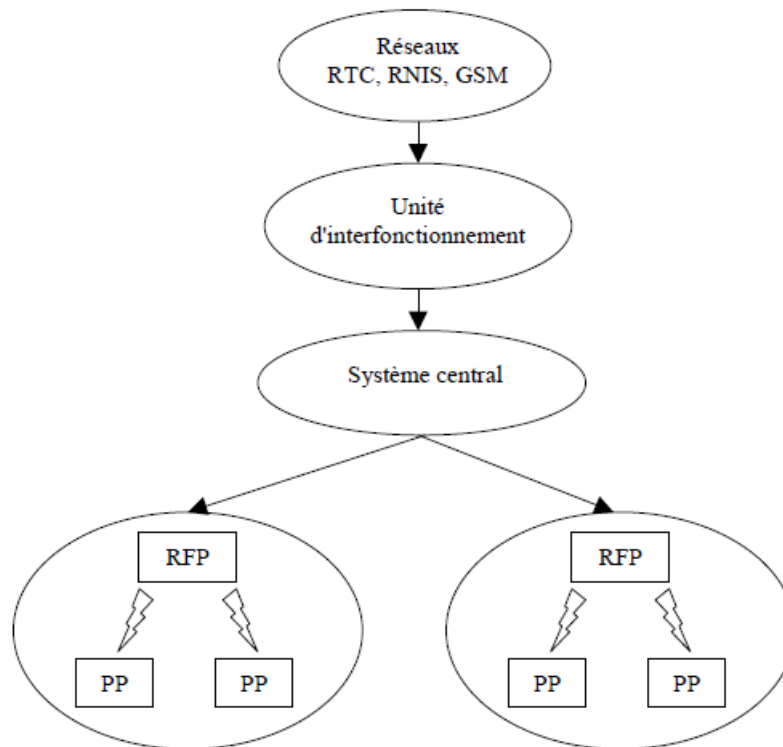 Réseaux
RTC, RNIS, GSM
Unité
d'interfonctionnement
Système central
RFP
RFP
PP
PP
PP
PP